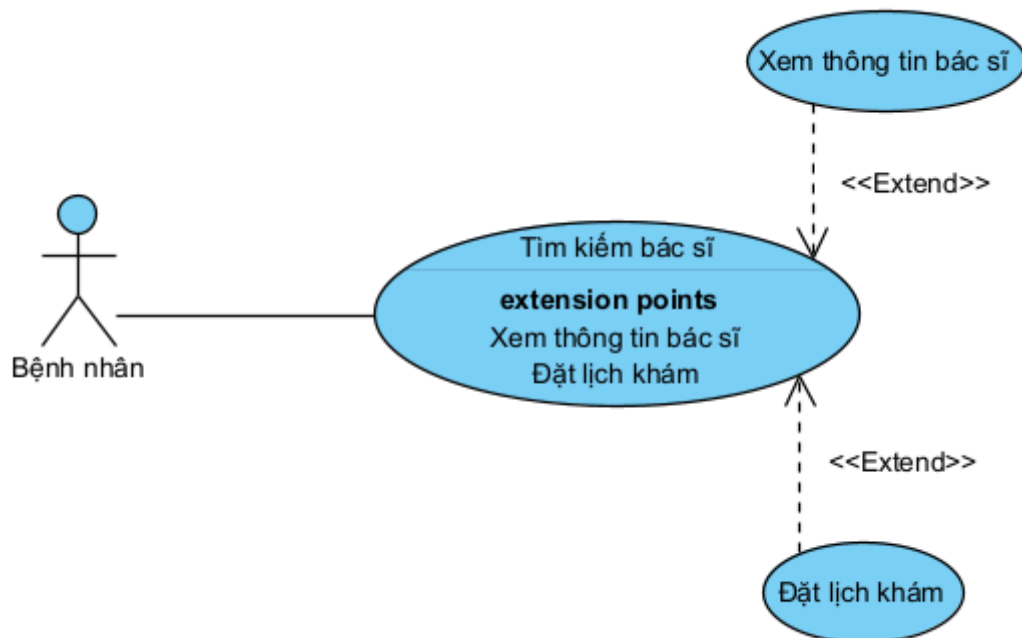 Xem thông tin bác sĩ
<<Extend>>
Tìm kiếm bác sĩ
extension points
Xem thông tin bác sĩ
Đặt lịch khám
Bệnh nhân
<<Extend>>
Đặt lịch khám